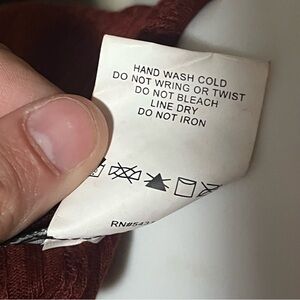 HAND WASH COLD
DO NOT WRING OR TWIST
DO NOT BLEACH
LINE DRY
DO NOT IRON